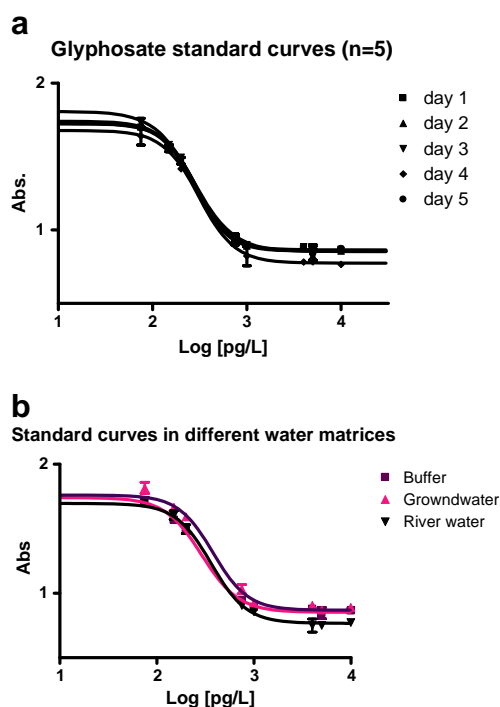 a
Glyphosate standard curves (n=5)
2
1
Abs.
1
2
3
4
Log [pg/L]
day 1
day 2
day 3
day 4
day 5
b
Standard curves in different water matrices
2
1
Abs
0
1
2
3
4
Log [pg/L]
Buffer
Growndwater
River water